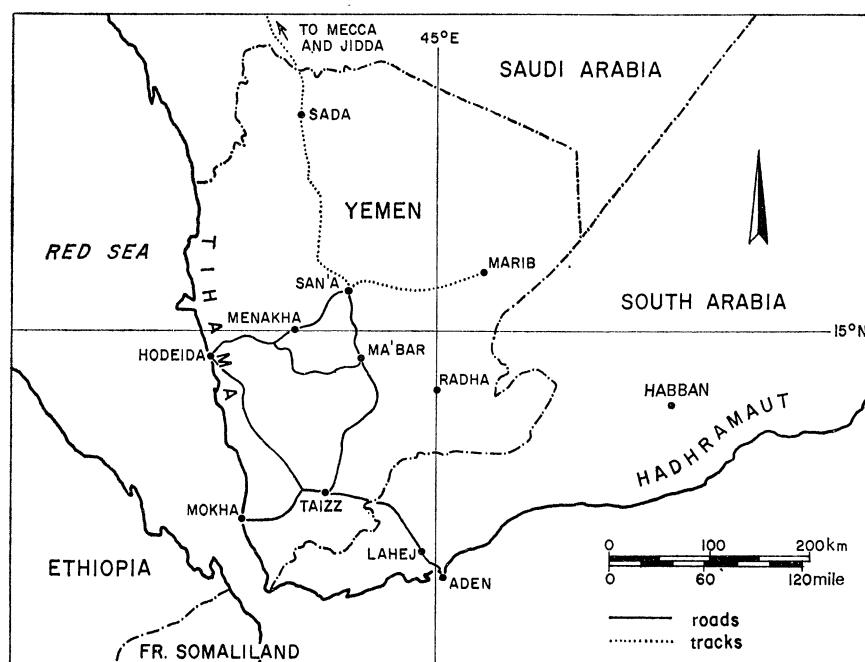 TO MECCA
AND JIDDA
45°E
SAUDI ARABIA
SADA
YEMEN
RED SEA
TIHAMA
MARIB
SAN'A
SOUTH ARABIA
MENAKHA
15°N
HODEIDA
MA'BAR
RADHA
HABBAN
HADHRAMAUT
MOKHA
TAIZZ
LAHEJ
ETHIOPIA
ADEN
FR. SOMALILAND
0 100 200km
0 60 120mile
roads
tracks